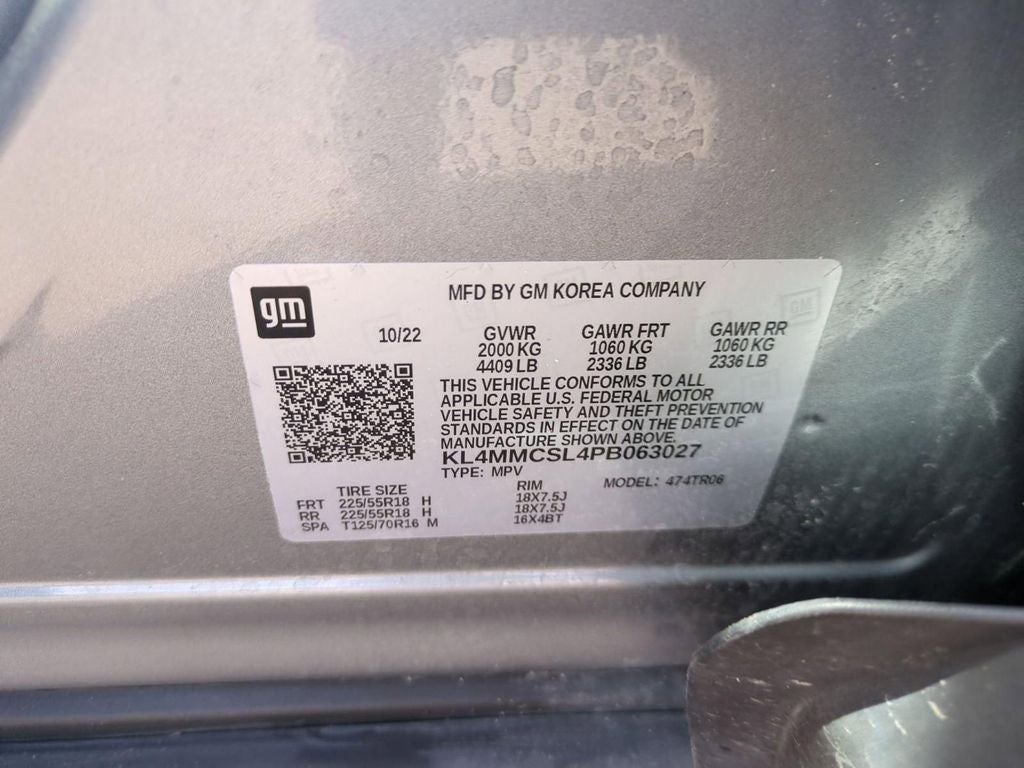 gm
MFD BY GM KOREA COMPANY
10/22
GVWR GAWR FRT GAWR RR
2000 KG 1060 KG 1060 KG
4409 LB 2336 LB 2336 LB
THIS VEHICLE CONFORMS TO ALL
APPLICABLE U.S. FEDERAL MOTOR
VEHICLE SAFETY AND THEFT PREVENTION
STANDARDS IN EFFECT ON THE DATE OF
MANUFACTURE SHOWN ABOVE.
KL4MMCSL4PB063027
TYPE: MPV MODEL: 474TR06
TIRE SIZE RIM
FRT 225/55R18 H 18X7.5J
RR 225/55R18 H 18X7.5J
SPA T125/70R16 M 16X4BT